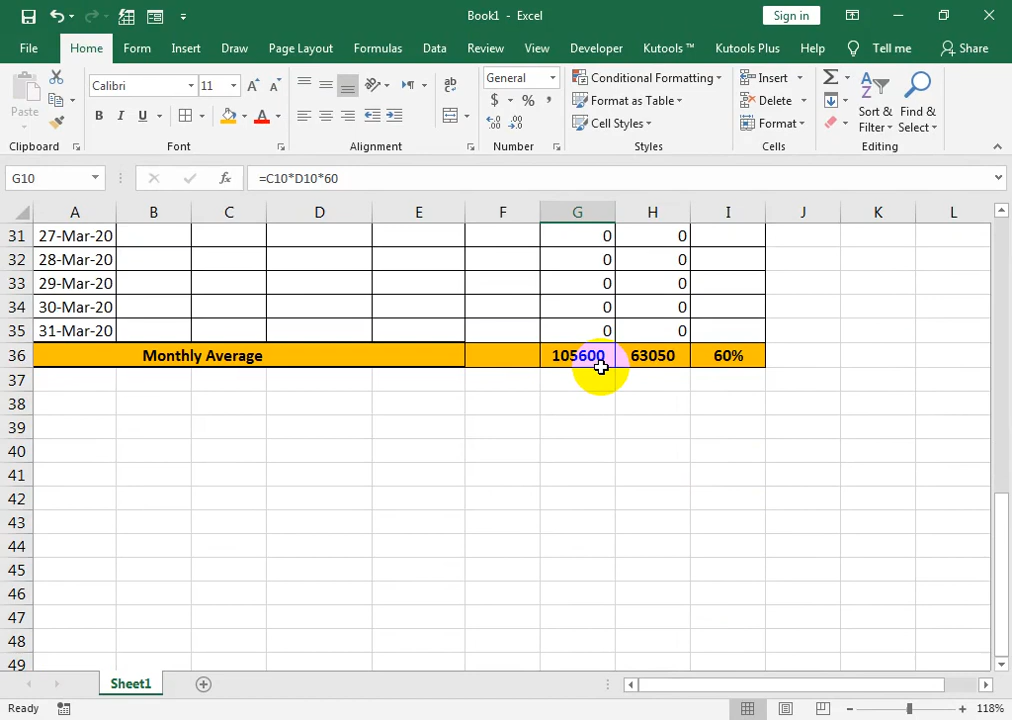 Book1 - Excel
Sign in
File Home Form Insert Draw Page Layout Formulas Data Review View Developer Kutools ™ Kutools Plus Help Tell me Share
Paste
Calibri 11
General
Conditional Formatting
Format as Table
Cell Styles
Insert
Delete
Format
Sort & Filter
Find & Select
B I U
$ % ,
Clipboard Font Alignment Number Styles Cells Editing
G10 fx =C10*D10*60
A B C D E F G H I J K L
31 27-Mar-20 0 0
32 28-Mar-20 0 0
33 29-Mar-20 0 0
34 30-Mar-20 0 0
35 31-Mar-20 0 0
36 Monthly Average 105600 63050 60%
37
38
39
40
41
42
43
44
45
46
47
48
49
Sheet1
Ready 118%